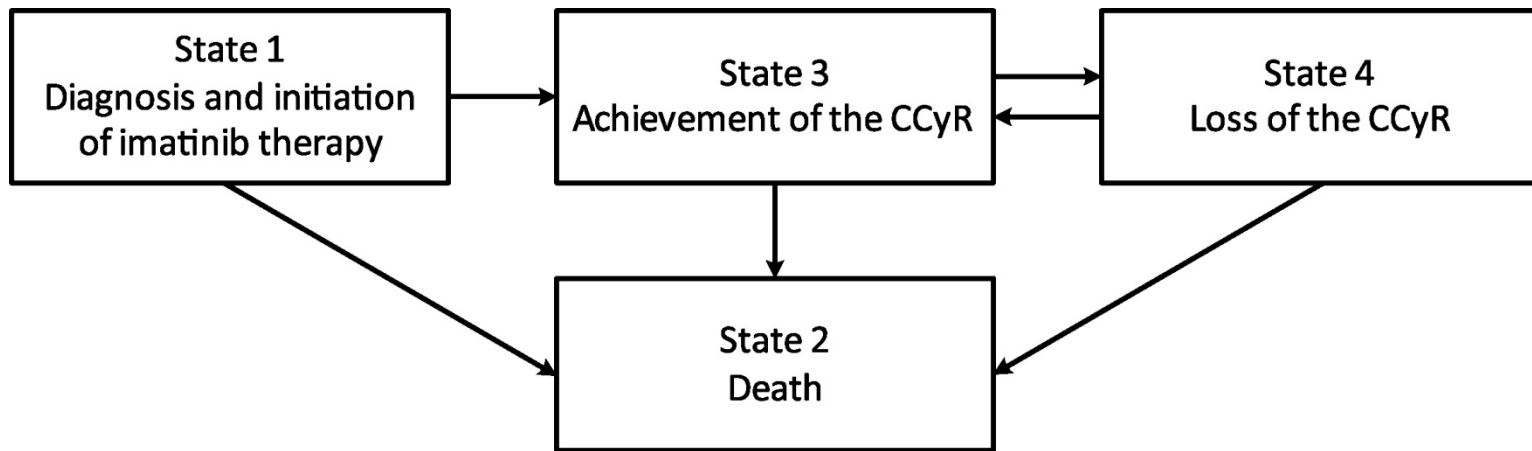 State 1
Diagnosis and initiation
of imatinib therapy
State 3
Achievement of the CCyR
State 4
Loss of the CCyR
State 2
Death